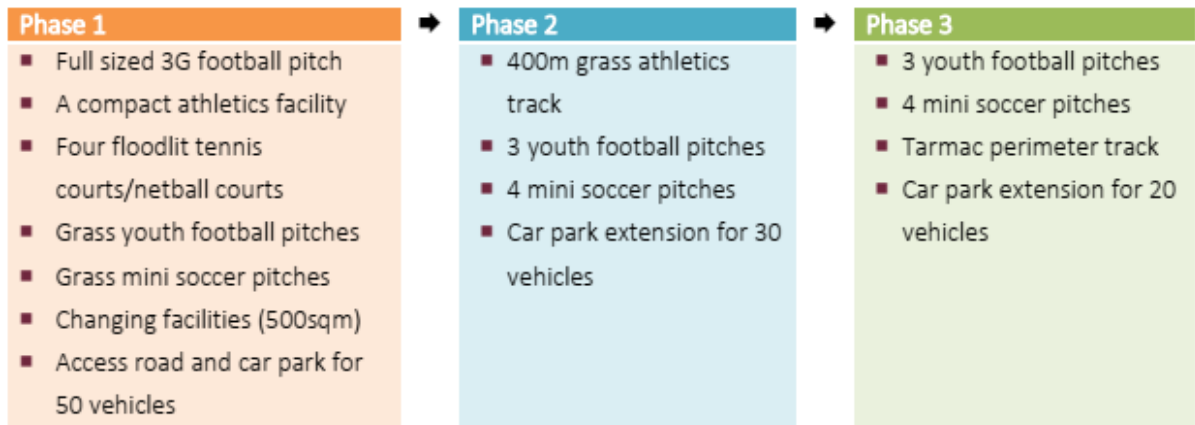 Phase 1
Full sized 3G football pitch
A compact athletics facility
Four floodlit tennis
courts/netball courts
Grass youth football pitches
Grass mini soccer pitches
Changing facilities (500sqm)
Access road and car park for
50 vehicles
Phase 2
400m grass athletics
track
3 youth football pitches
4 mini soccer pitches
Car park extension for 30
vehicles
Phase 3
3 youth football pitches
4 mini soccer pitches
Tarmac perimeter track
Car park extension for 20
vehicles